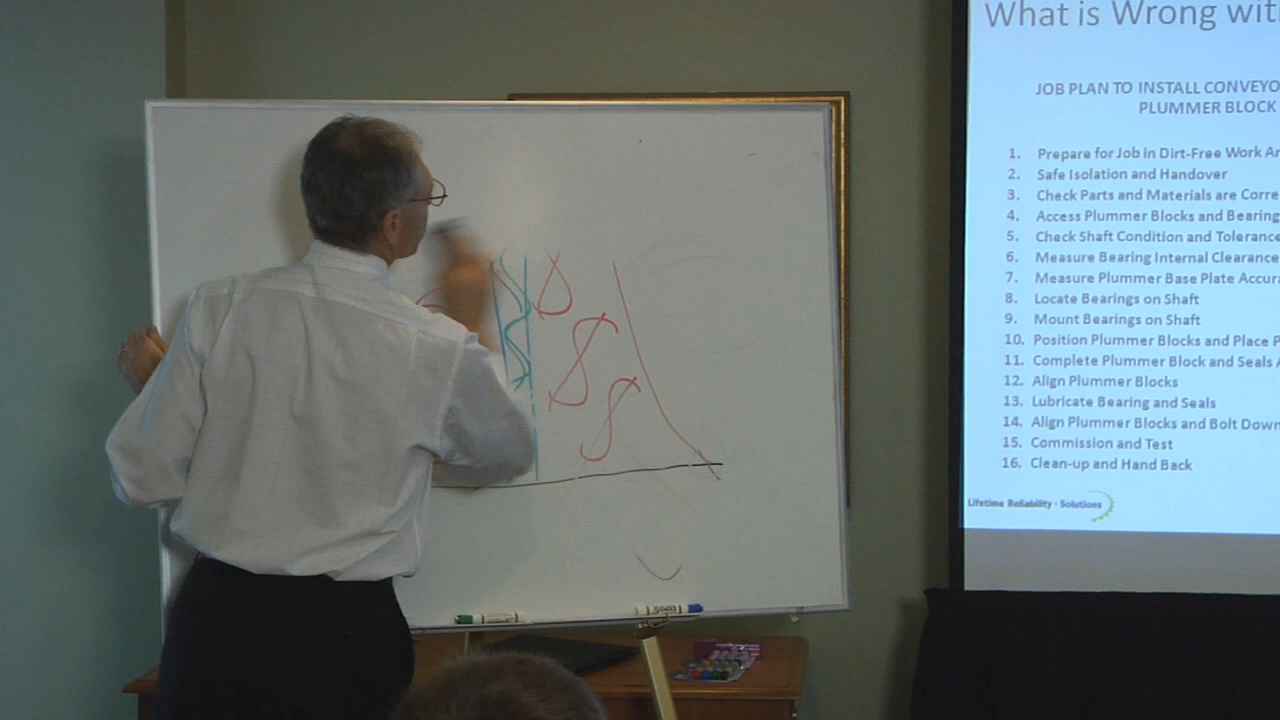 What is Wrong wit
JOB PLAN TO INSTALL CONVEYO
PLUMMER BLOCK
1. Prepare for Job in Dirt-Free Work Ar
2. Safe Isolation and Handover
3. Check Parts and Materials are Corre
4. Access Plummer Blocks and Bearing
5. Check Shaft Condition and Tolerance
6. Measure Bearing Internal Clearance
7. Measure Plummer Base Plate Accur
8. Locate Bearings on Shaft
9. Mount Bearings on Shaft
10. Position Plummer Blocks and Place P
11. Complete Plummer Block and Seals A
12. Align Plummer Blocks
13. Lubricate Bearing and Seals
14. Align Plummer Blocks and Bolt Down
15. Commission and Test
16. Clean-up and Hand Back
Lifetime Reliability - Solutions